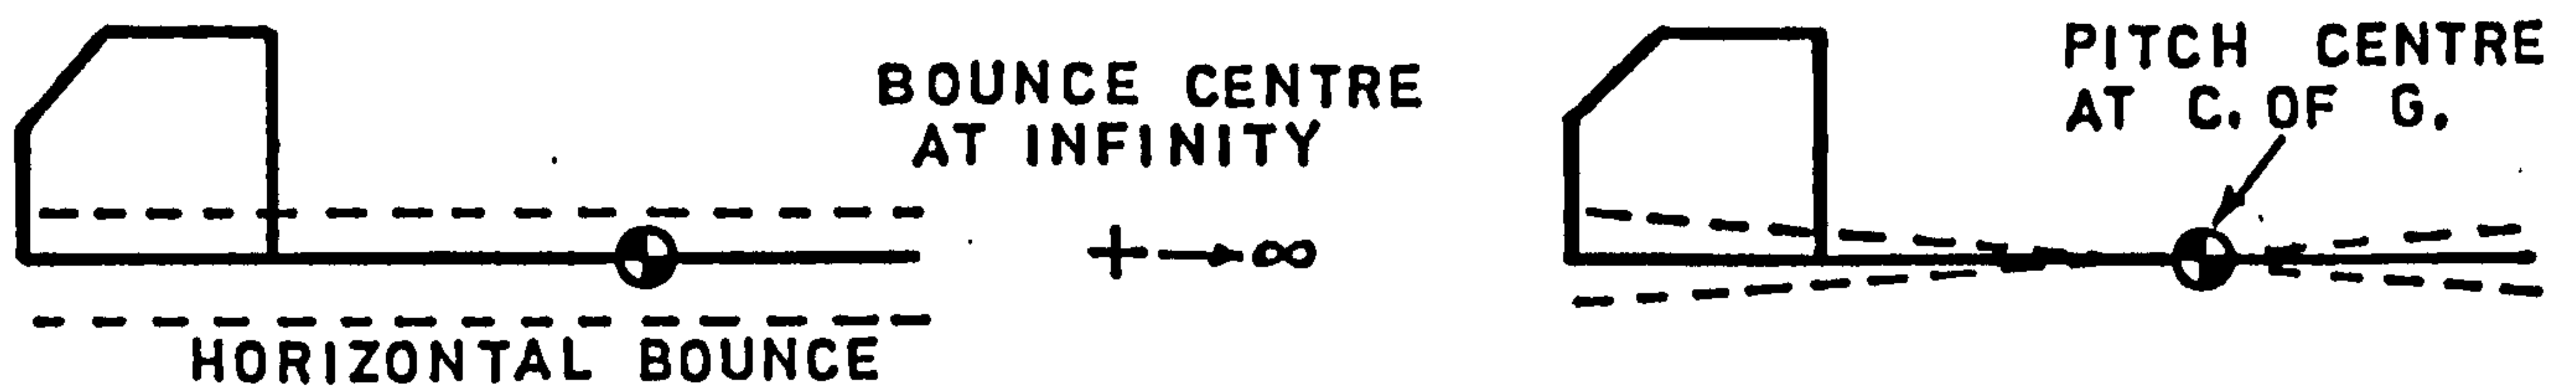 BOUNCE CENTRE
AT INFINITY
+→∞
HORIZONTAL BOUNCE
PITCH CENTRE
AT C. OF G.